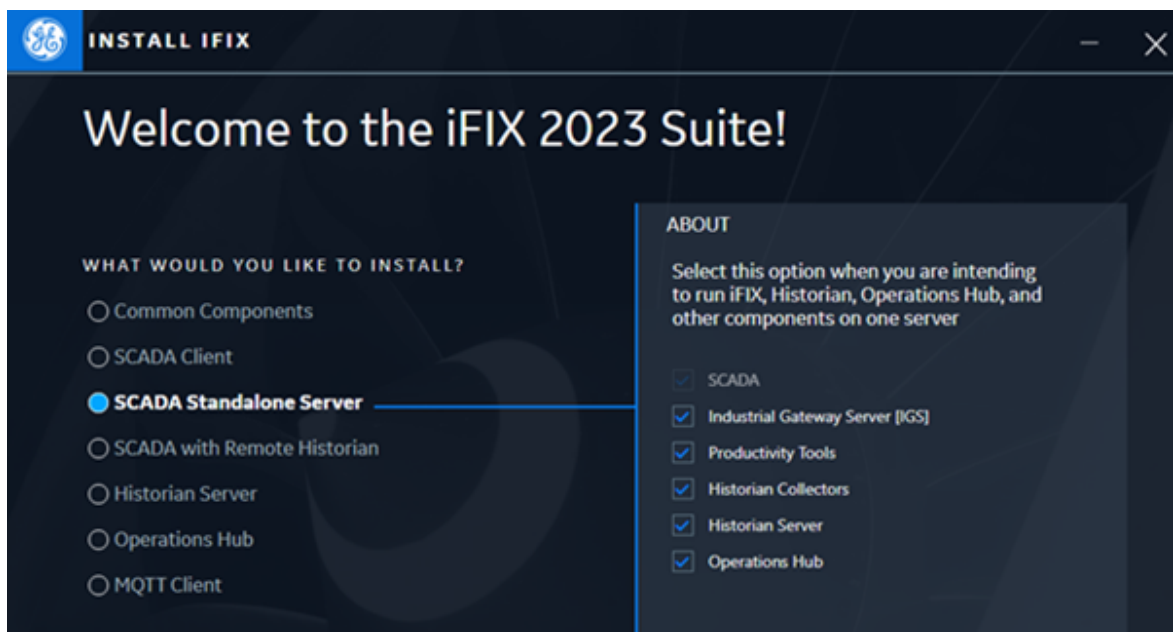 INSTALL IFIX
Welcome to the iFIX 2023 Suite!
WHAT WOULD YOU LIKE TO INSTALL?
Common Components
SCADA Client
SCADA Standalone Server
SCADA with Remote Historian
Historian Server
Operations Hub
MQTT Client
ABOUT
Select this option when you are intending
to run iFIX, Historian, Operations Hub, and
other components on one server
SCADA
Industrial Gateway Server [IGS]
Productivity Tools
Historian Collectors
Historian Server
Operations Hub